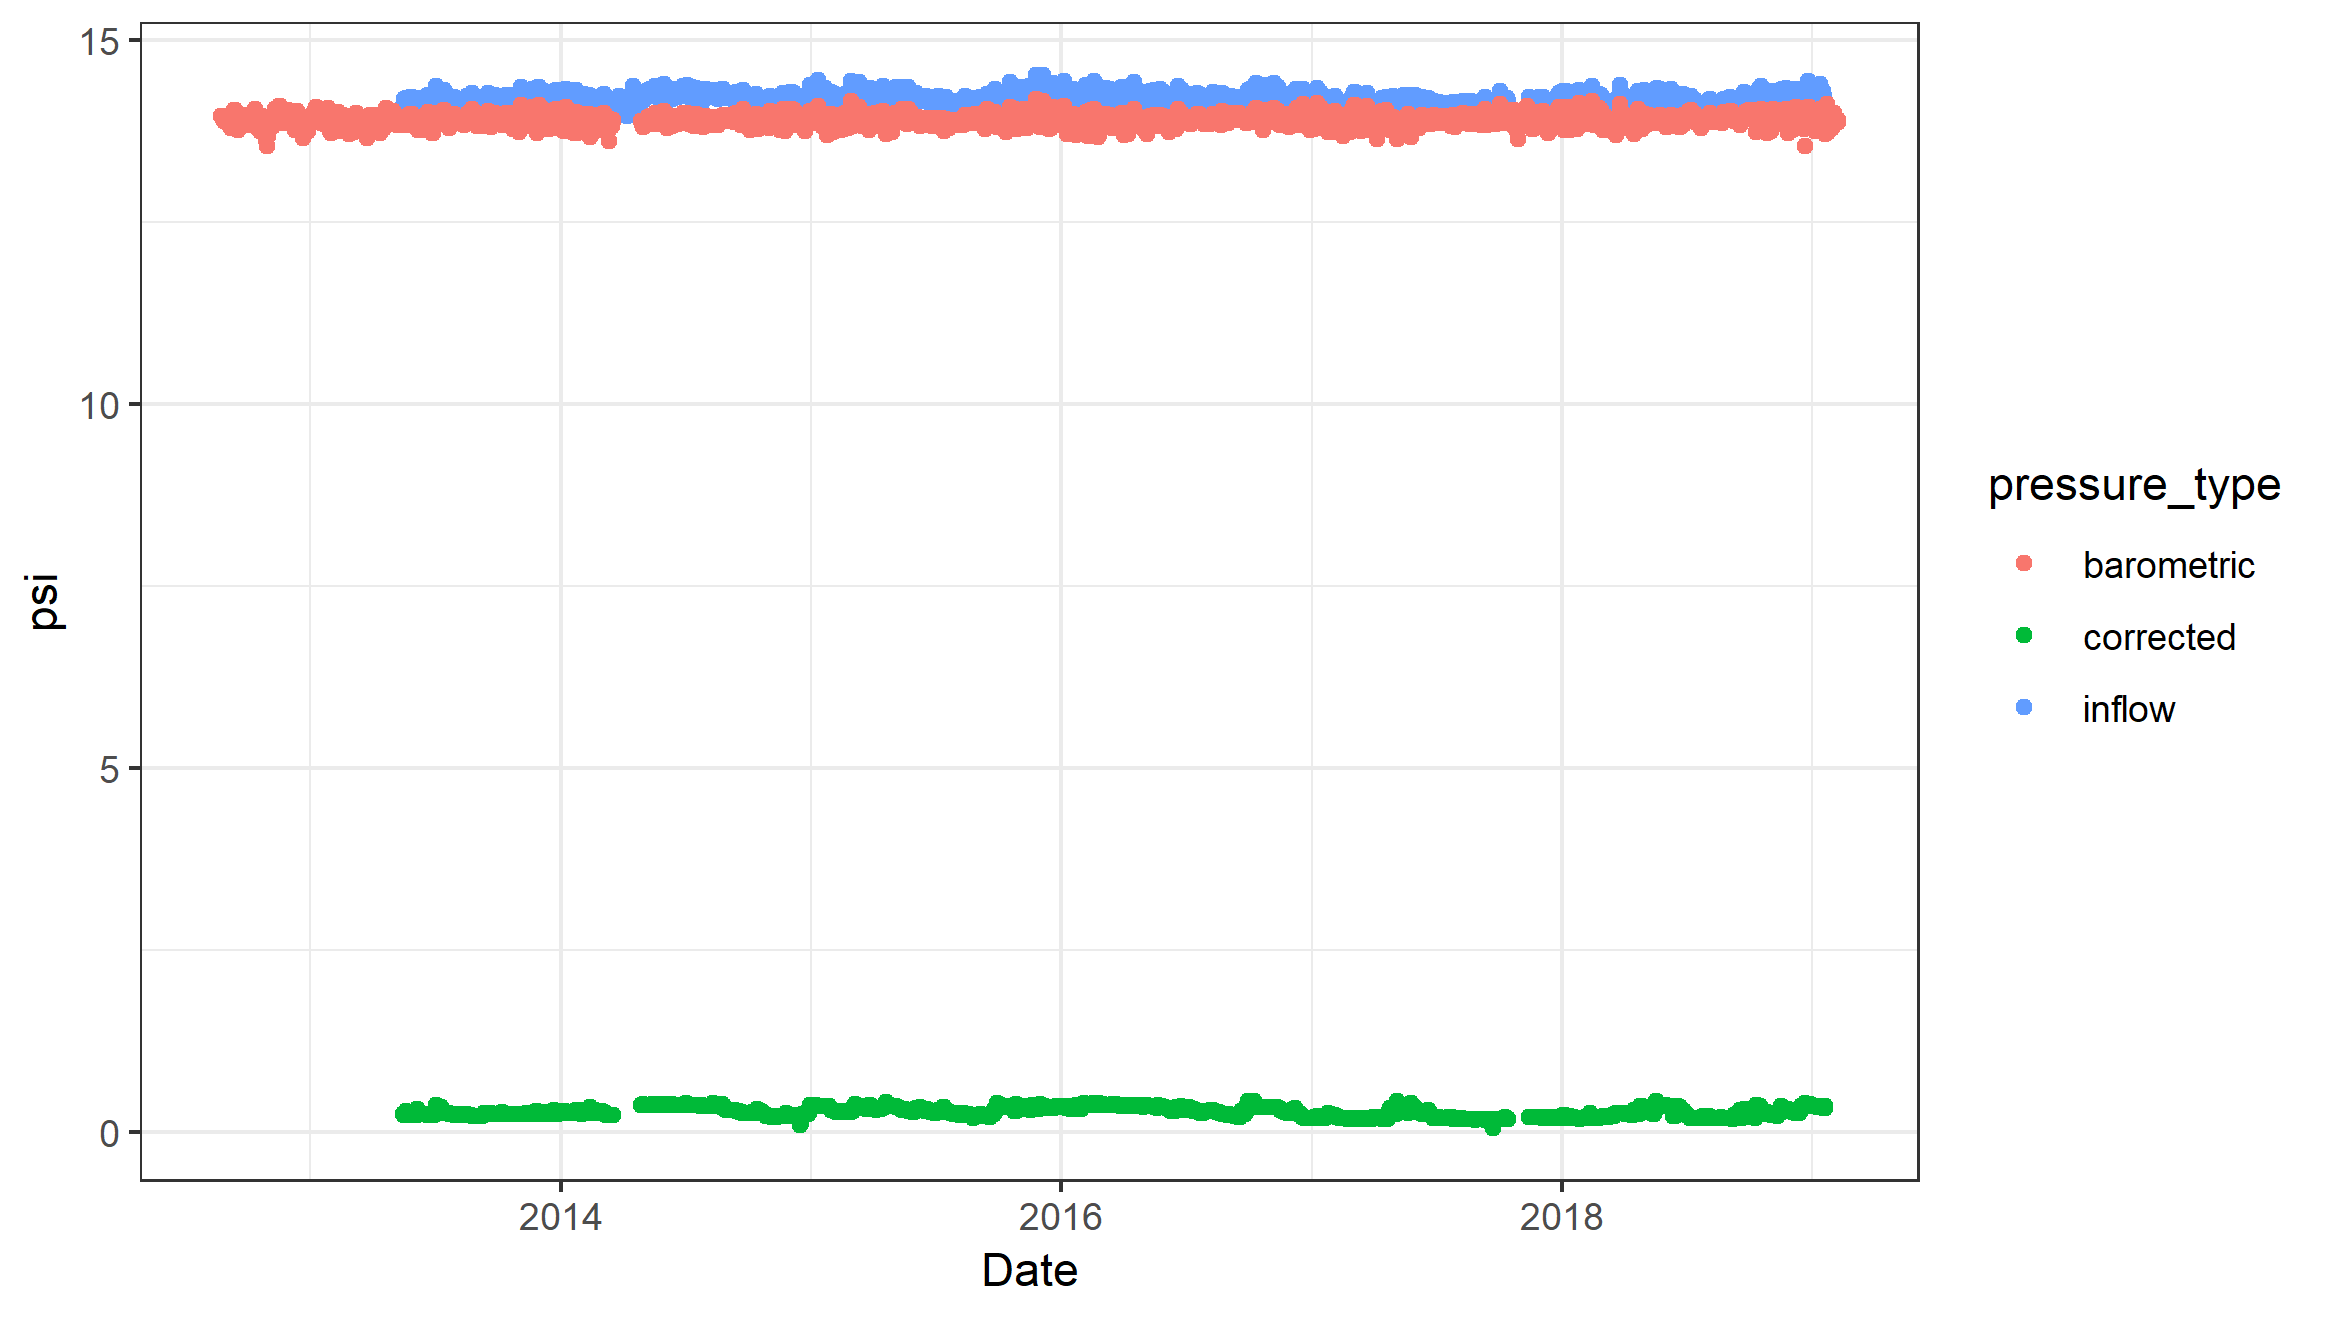 15
10
5
0
psi
2014
2016
2018
Date
pressure_type
barometric
corrected
inflow